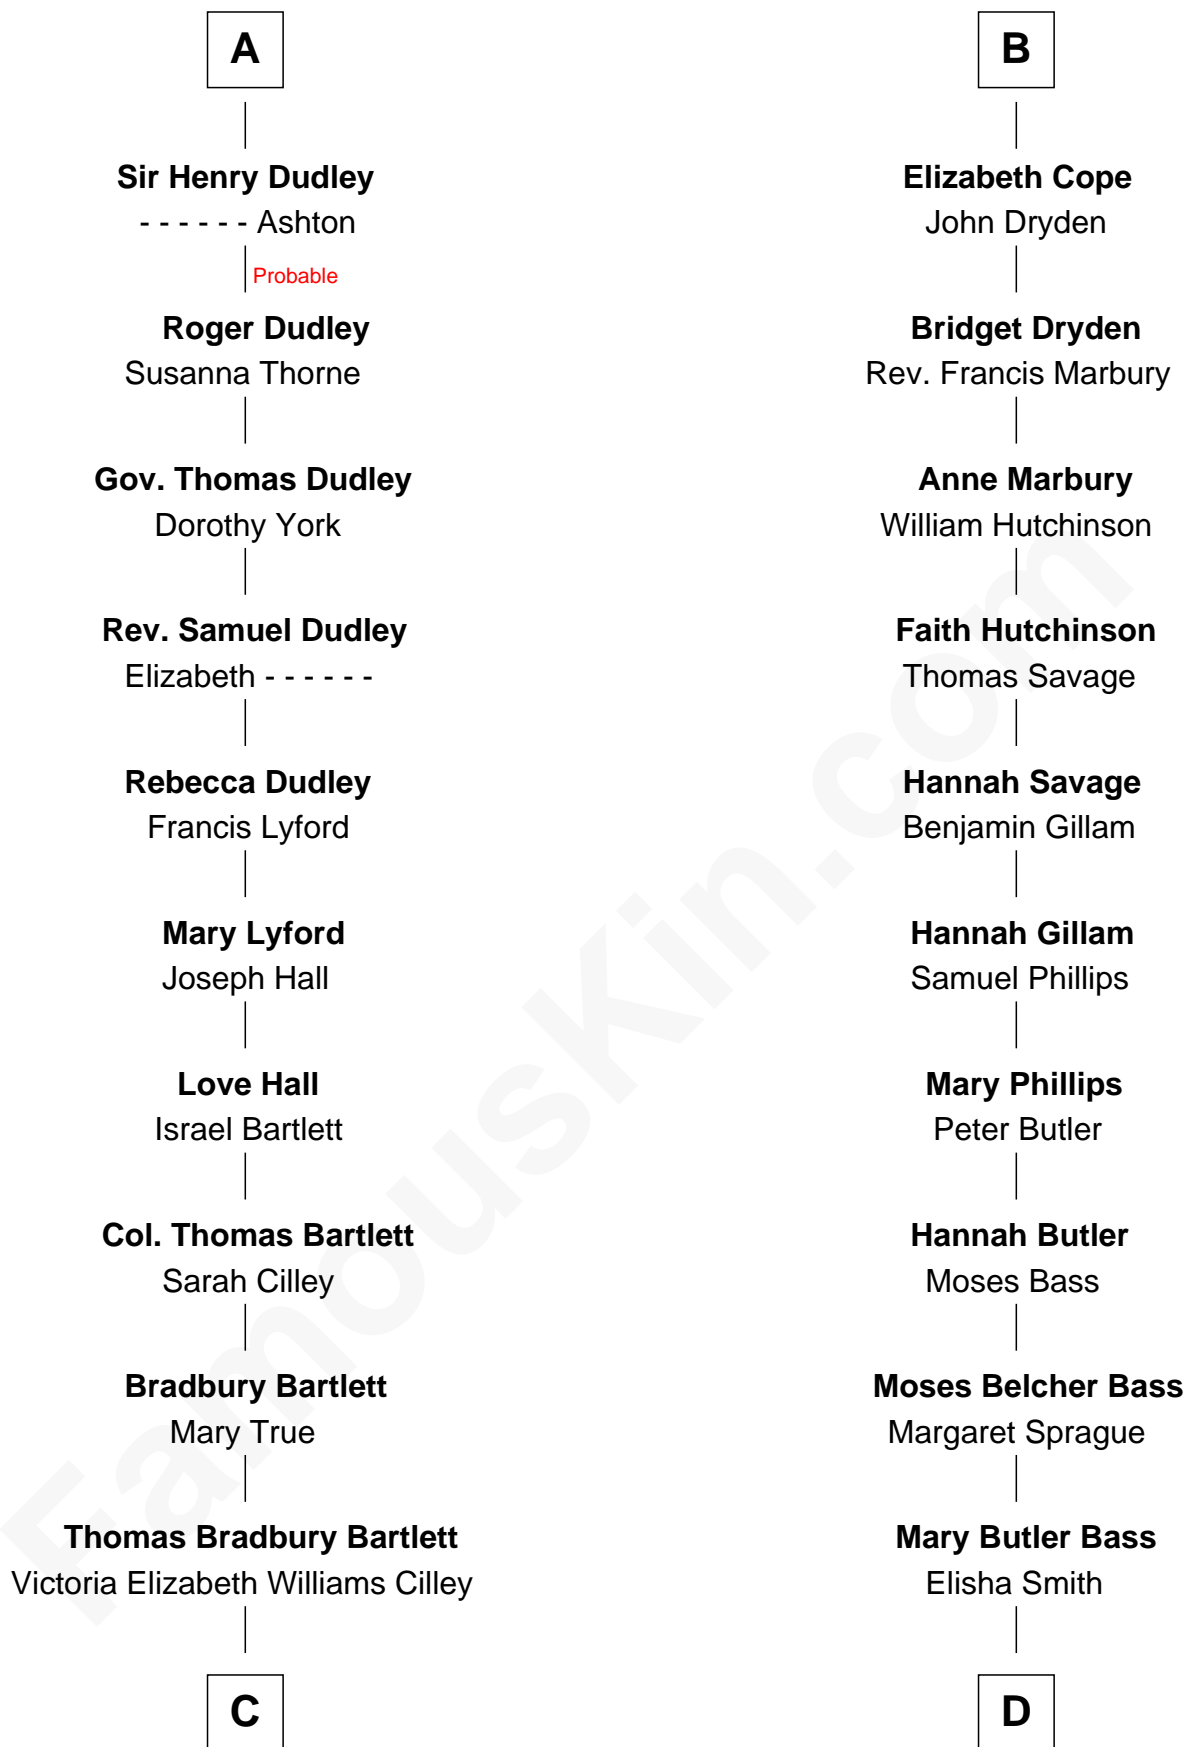 A
Sir Henry Dudley
- - - - - - Ashton
Probable
Roger Dudley
Susanna Thorne
Gov. Thomas Dudley
Dorothy York
Rev. Samuel Dudley
Elizabeth - - - - - -
Rebecca Dudley
Francis Lyford
Mary Lyford
Joseph Hall
Love Hall
Israel Bartlett
Col. Thomas Bartlett
Sarah Cilley
Bradbury Bartlett
Mary True
Thomas Bradbury Bartlett
Victoria Elizabeth Williams Cilley
C
B
Elizabeth Cope
John Dryden
Bridget Dryden
Rev. Francis Marbury
Anne Marbury
William Hutchinson
Faith Hutchinson
Thomas Savage
Hannah Savage
Benjamin Gillam
Hannah Gillam
Samuel Phillips
Mary Phillips
Peter Butler
Hannah Butler
Moses Bass
Moses Belcher Bass
Margaret Sprague
Mary Butler Bass
Elisha Smith
D
FamousKin.com